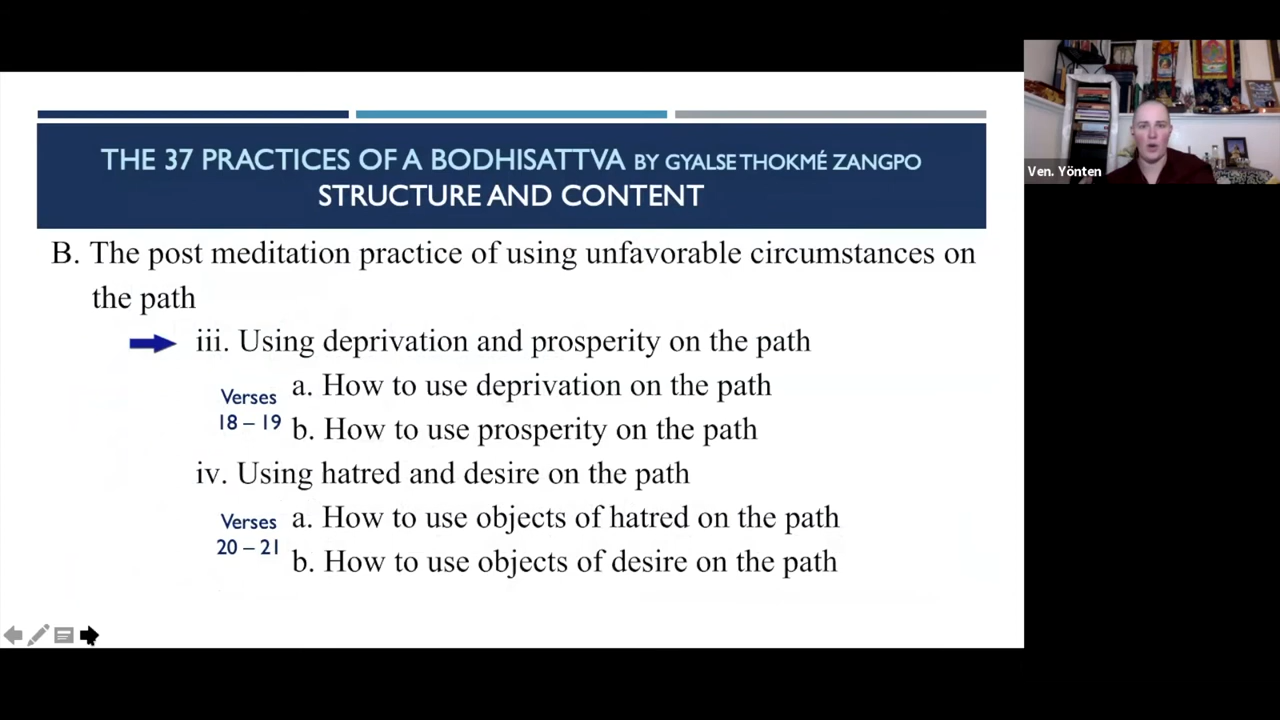 THE 37 PRACTICES OF A BODHISATTVA BY GYALSE THOKMÉ ZANGPO
STRUCTURE AND CONTENT
B. The post meditation practice of using unfavorable circumstances on
the path
iii. Using deprivation and prosperity on the path
a. How to use deprivation on the path
Verses
18 – 19
b. How to use prosperity on the path
iv. Using hatred and desire on the path
a. How to use objects of hatred on the path
Verses
20 – 21
b. How to use objects of desire on the path
Ven. Yönten